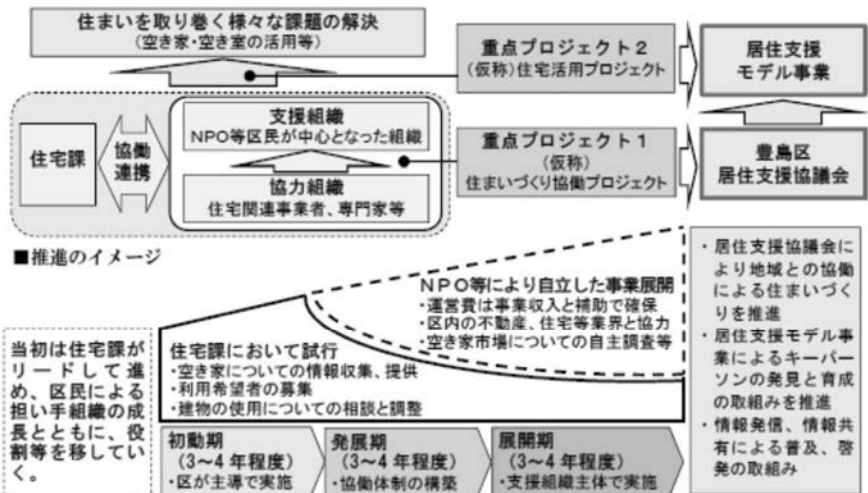 住まいを取り巻く様々な課題の解決
(空き家・空き室の活用等)
重点プロジェクト2
(仮称)住宅活用プロジェクト
居住支援
モデル事業
住宅課
協働
連携
支援組織
NPO等区民が中心となった組織
協力組織
住宅関連事業者、専門家等
重点プロジェクト1
(仮称)
住まいづくり協働プロジェクト
豊島区
居住支援協議会
■推進のイメージ
当初は住宅課が
リードして進
め、区民による
担い手組織の成
長とともに、役
割等を移してい
く。
住宅課において試行
・空き家についての情報収集、提供
・利用希望者の募集
・建物の使用についての相談と調整
NPO等により自立した事業展開
・運営費は事業収入と補助で確保
・区内の不動産、住宅等業界と協力
・空き家市場についての自主調査等
初動期
(3～4年程度)
・区が主導で実施
発展期
(3～4年程度)
・協働体制の構築
展開期
(3～4年程度)
・支援組織主体で実施
・居住支援協議会に
より地域との協働
による住まいづく
りを推進
・居住支援モデル事
業によるキーパー
ソンの発見と育成
の取組みを推進
・情報発信、情報共
有による普及、啓
発の取組み